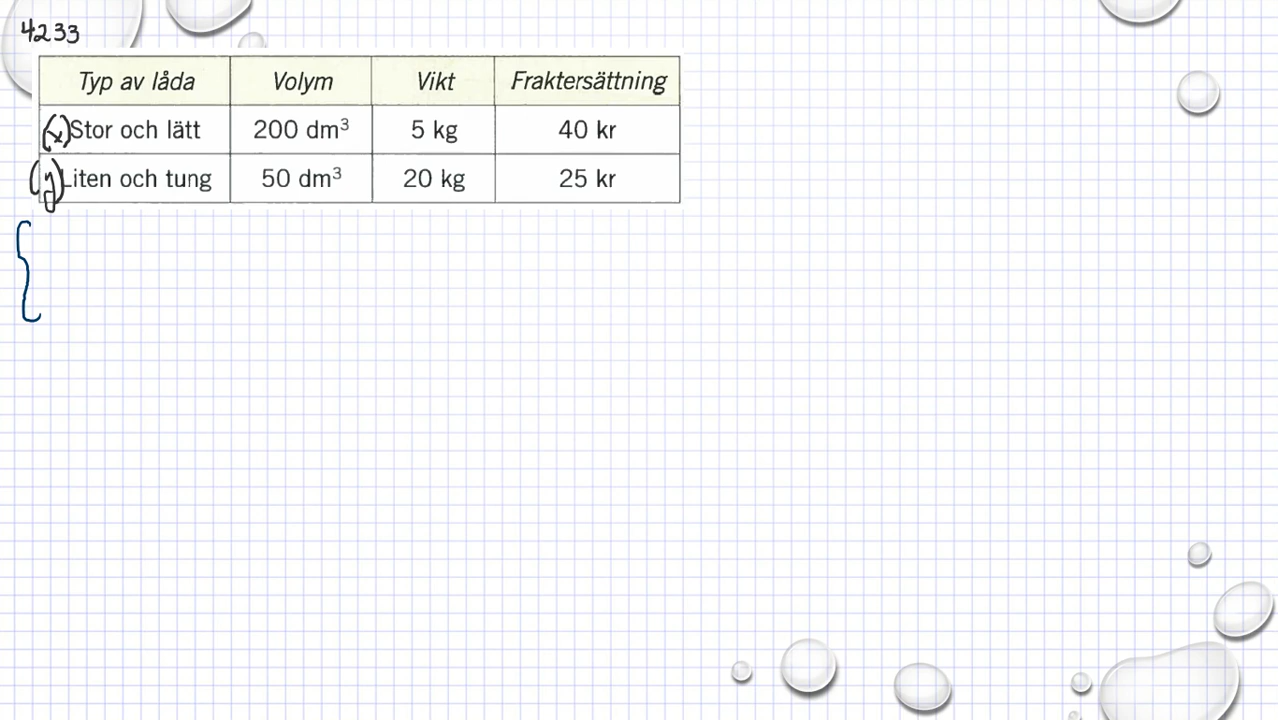 4233
Typ av låda Volym Vikt Fraktersättning
(x) Stor och lätt 200 dm³ 5 kg 40 kr
(y) Liten och tung 50 dm³ 20 kg 25 kr
{